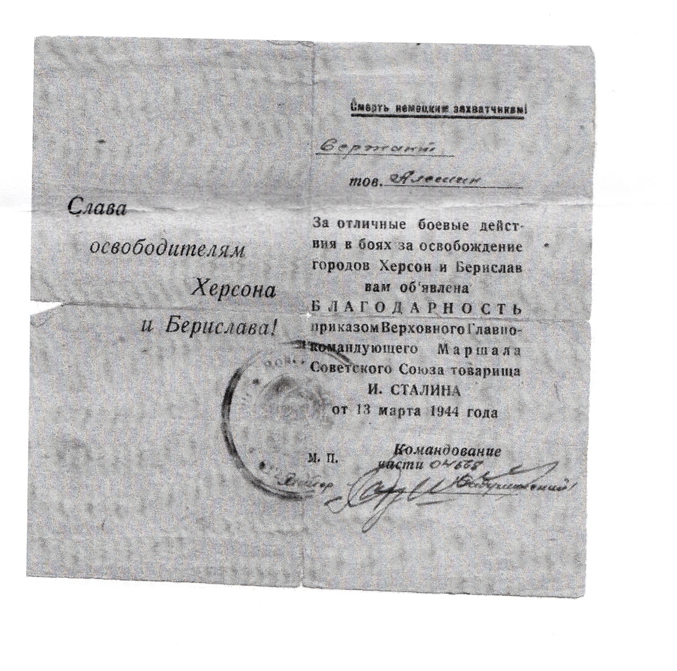 Слава
освободителям
Херсона
и Берислава!
Смерть немецким захватчикам!
Сержант
тов. Алешин
За отличные боевые дейст-
вия в боях за освобождение
городов Херсон и Берислав
вам об'явлена
БЛАГОДАРНОСТЬ
приказом Верховного Главно-
командующего Маршала
Советского Союза товарища
И. СТАЛИНА
от 13 марта 1944 года
М. П.
Командование
части 04668